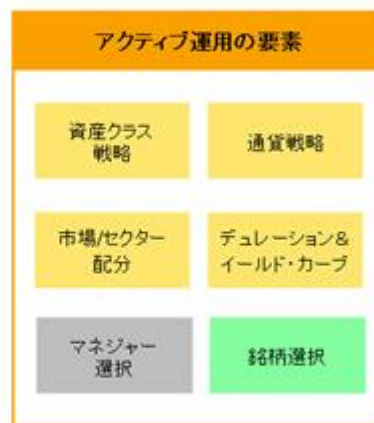 アクティブ運用の要素
資産クラス
戦略
通貨戦略
市場/セクター
配分
デュレーション&
イールド・カーブ
マネジャー
選択
銘柄選択